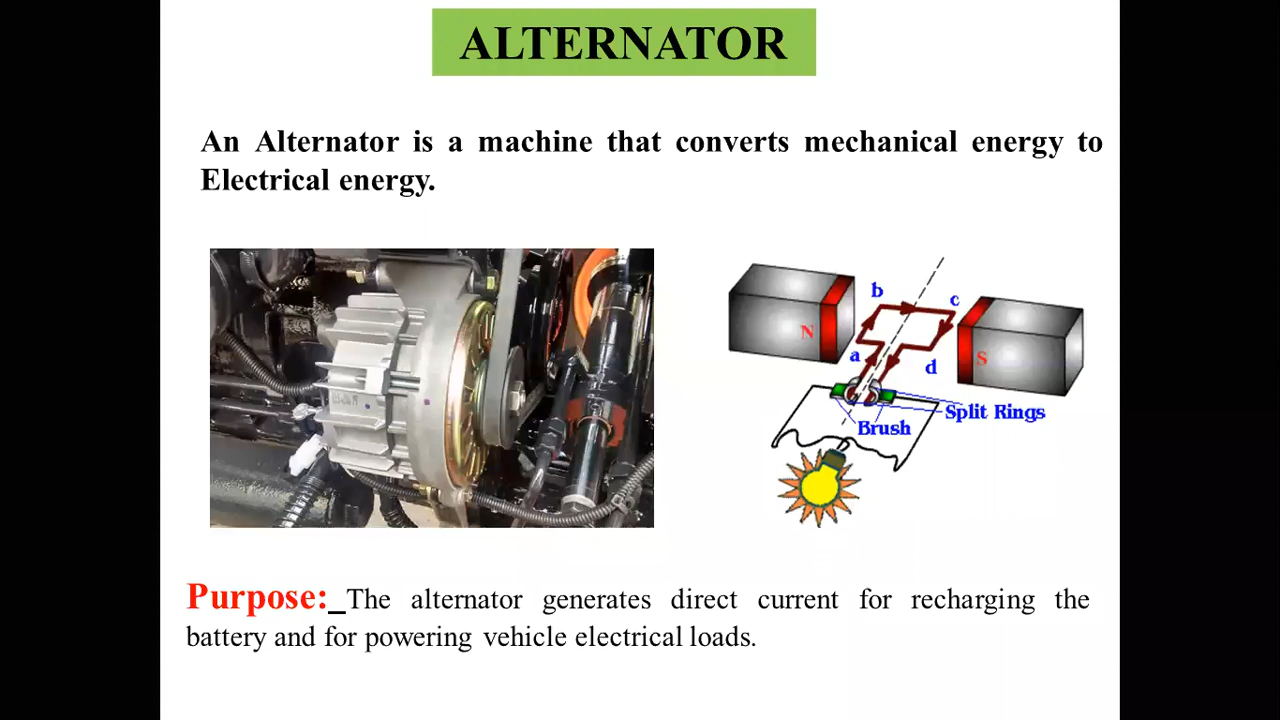 ALTERNATOR
An Alternator is a machine that converts mechanical energy to
Electrical energy.
b
c
N
S
a
d
Split Rings
Brush
Purpose: The alternator generates direct current for recharging the
battery and for powering vehicle electrical loads.